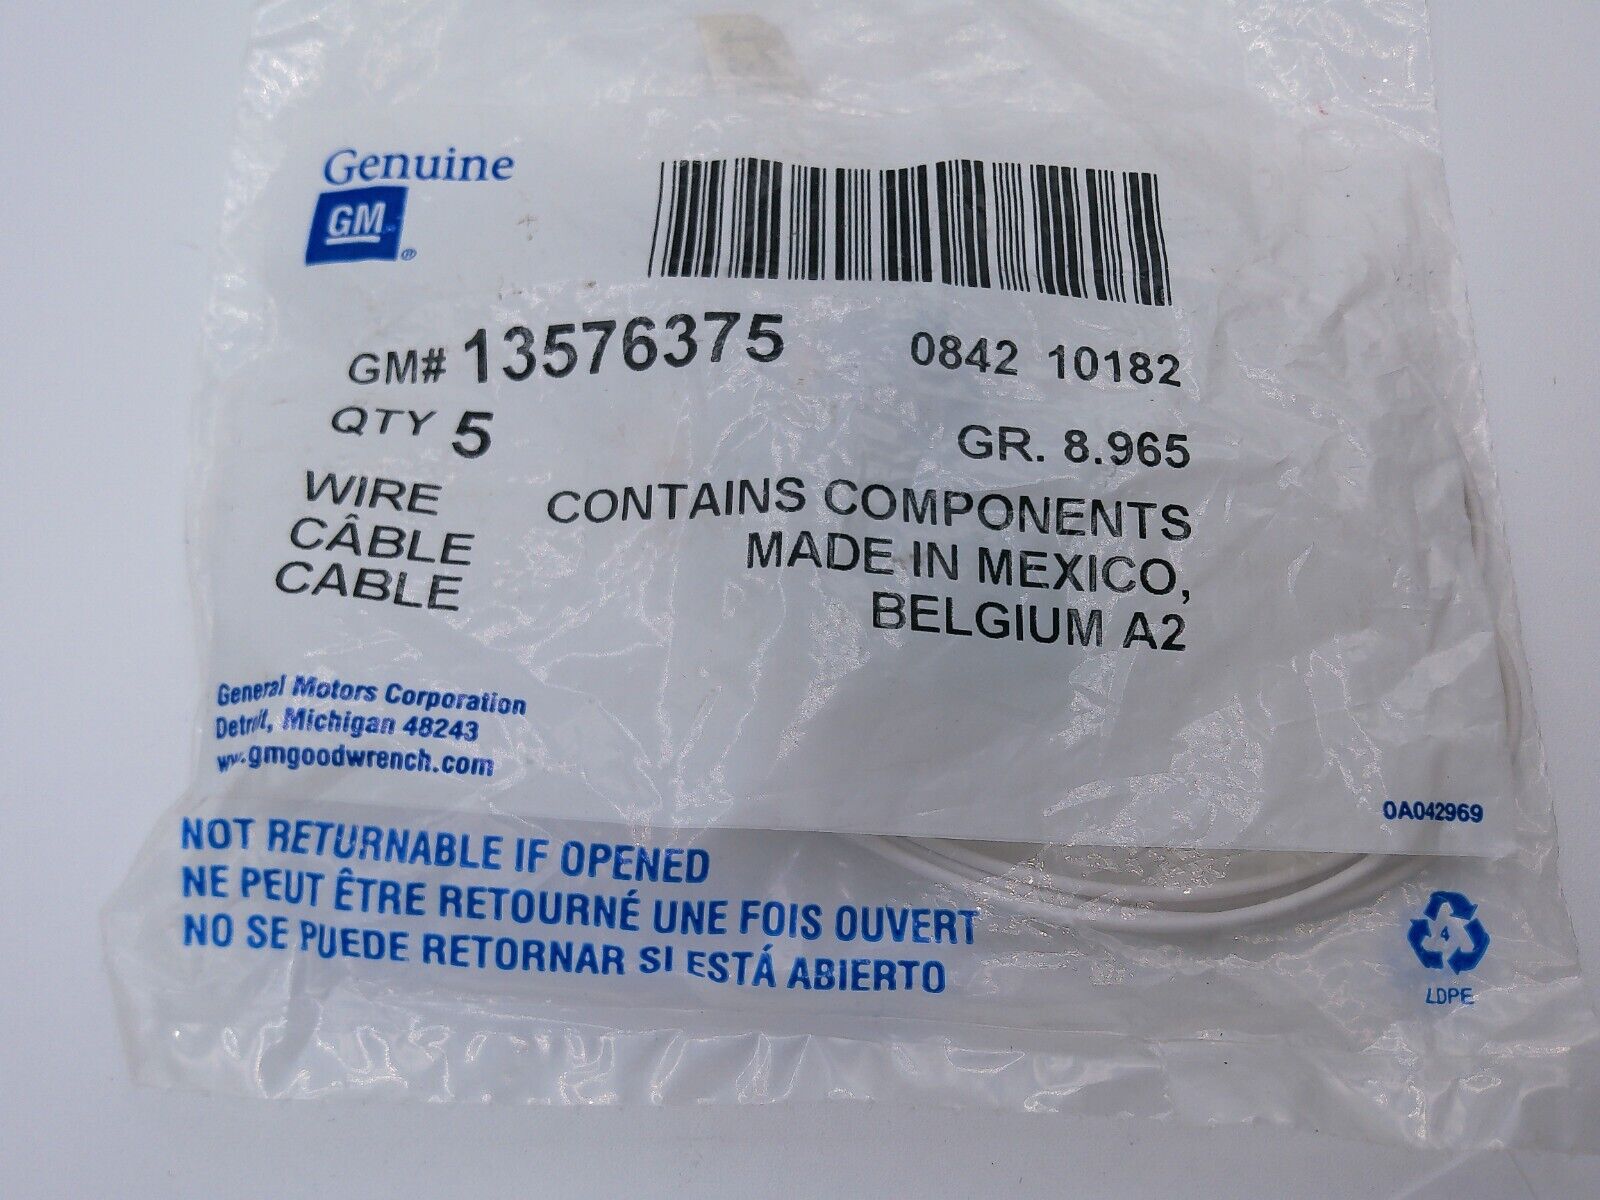 Genuine
GM
®
GM# 13576375 0842 10182
QTY 5 GR. 8.965
WIRE
CÂBLE
CABLE
CONTAINS COMPONENTS
MADE IN MEXICO,
BELGIUM A2
General Motors Corporation
Detroit, Michigan 48243
www.gmgoodwrench.com
0A042969
NOT RETURNABLE IF OPENED
NE PEUT ÊTRE RETOURNÉ UNE FOIS OUVERT
NO SE PUEDE RETORNAR SI ESTÁ ABIERTO
4
LDPE